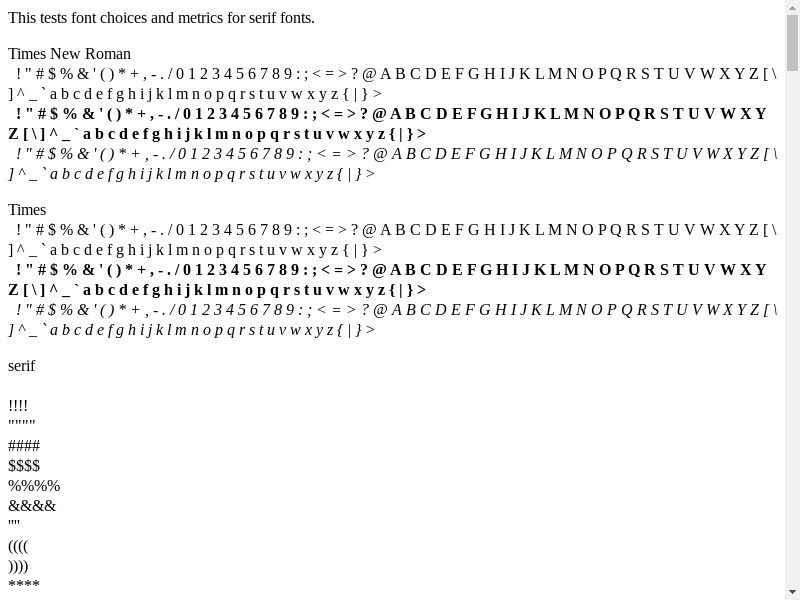 This tests font choices and metrics for serif fonts.
Times New Roman
! " # $ % & ' ( ) * + , - . / 0 1 2 3 4 5 6 7 8 9 : ; < = > ? @ A B C D E F G H I J K L M N O P Q R S T U V W X Y Z [ \
] ^ _ ` a b c d e f g h i j k l m n o p q r s t u v w x y z { | } >
! " # $ % & ' ( ) * + , - . / 0 1 2 3 4 5 6 7 8 9 : ; < = > ? @ A B C D E F G H I J K L M N O P Q R S T U V W X Y
Z [ \ ] ^ _ ` a b c d e f g h i j k l m n o p q r s t u v w x y z { | } >
! " # $ % & ' ( ) * + , - . / 0 1 2 3 4 5 6 7 8 9 : ; < = > ? @ A B C D E F G H I J K L M N O P Q R S T U V W X Y Z [ \
] ^ _ ` a b c d e f g h i j k l m n o p q r s t u v w x y z { | } >
Times
! " # $ % & ' ( ) * + , - . / 0 1 2 3 4 5 6 7 8 9 : ; < = > ? @ A B C D E F G H I J K L M N O P Q R S T U V W X Y Z [ \
] ^ _ ` a b c d e f g h i j k l m n o p q r s t u v w x y z { | } >
! " # $ % & ' ( ) * + , - . / 0 1 2 3 4 5 6 7 8 9 : ; < = > ? @ A B C D E F G H I J K L M N O P Q R S T U V W X Y
Z [ \ ] ^ _ ` a b c d e f g h i j k l m n o p q r s t u v w x y z { | } >
! " # $ % & ' ( ) * + , - . / 0 1 2 3 4 5 6 7 8 9 : ; < = > ? @ A B C D E F G H I J K L M N O P Q R S T U V W X Y Z [ \
] ^ _ ` a b c d e f g h i j k l m n o p q r s t u v w x y z { | } >
serif
!!!!
""""
####
$$$$
%%%%
&&&&
''''
((((
))))
****